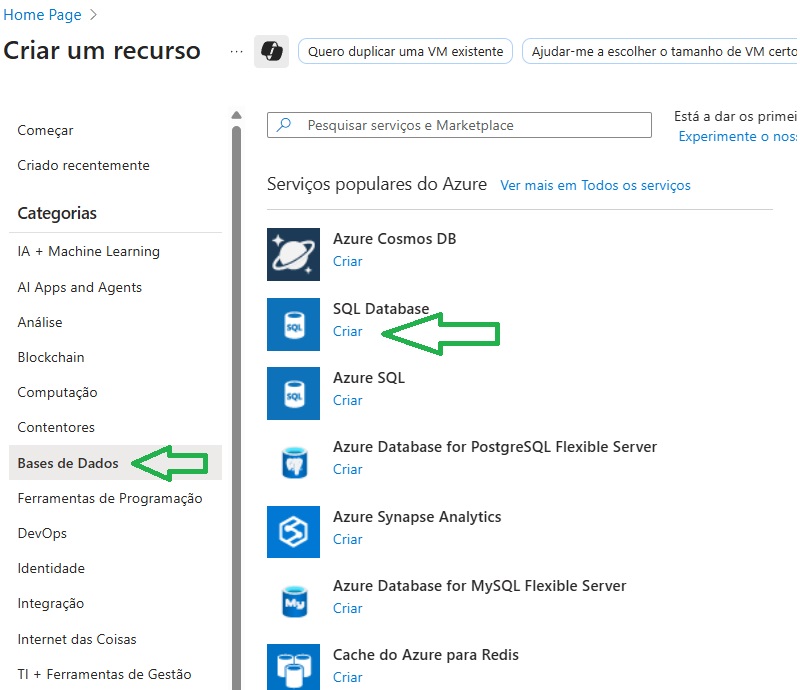 Home Page >
Criar um recurso ...
Quero duplicar uma VM existente
Ajudar-me a escolher o tamanho de VM certo
Começar
Criado recentemente
Categorias
IA + Machine Learning
AI Apps and Agents
Análise
Blockchain
Computação
Contentores
Bases de Dados
Ferramentas de Programação
DevOps
Identidade
Integração
Internet das Coisas
TI + Ferramentas de Gestão
Pesquisar serviços e Marketplace
Está a dar os primei
Experimente o nos
Serviços populares do Azure Ver mais em Todos os serviços
Azure Cosmos DB
Criar
SQL
SQL Database
Criar
SQL
Azure SQL
Criar
Azure Database for PostgreSQL Flexible Server
Criar
Azure Synapse Analytics
Criar
My
Azure Database for MySQL Flexible Server
Criar
Cache do Azure para Redis
Criar